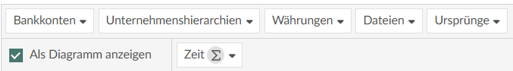 Bankkonten Unternehmenshierarchien Währungen Dateien Ursprünge
Als Diagramm anzeigen Zeit Σ